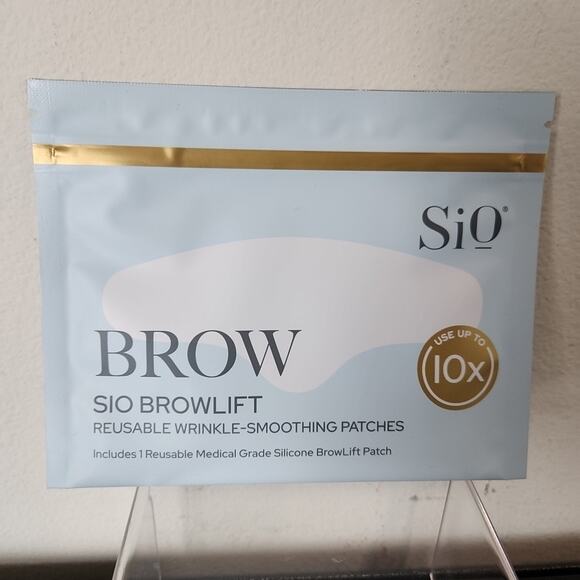 SiO®
BROW
USE UP TO
10x
SIO BROWLIFT
REUSABLE WRINKLE-SMOOTHING PATCHES
Includes 1 Reusable Medical Grade Silicone BrowLift Patch